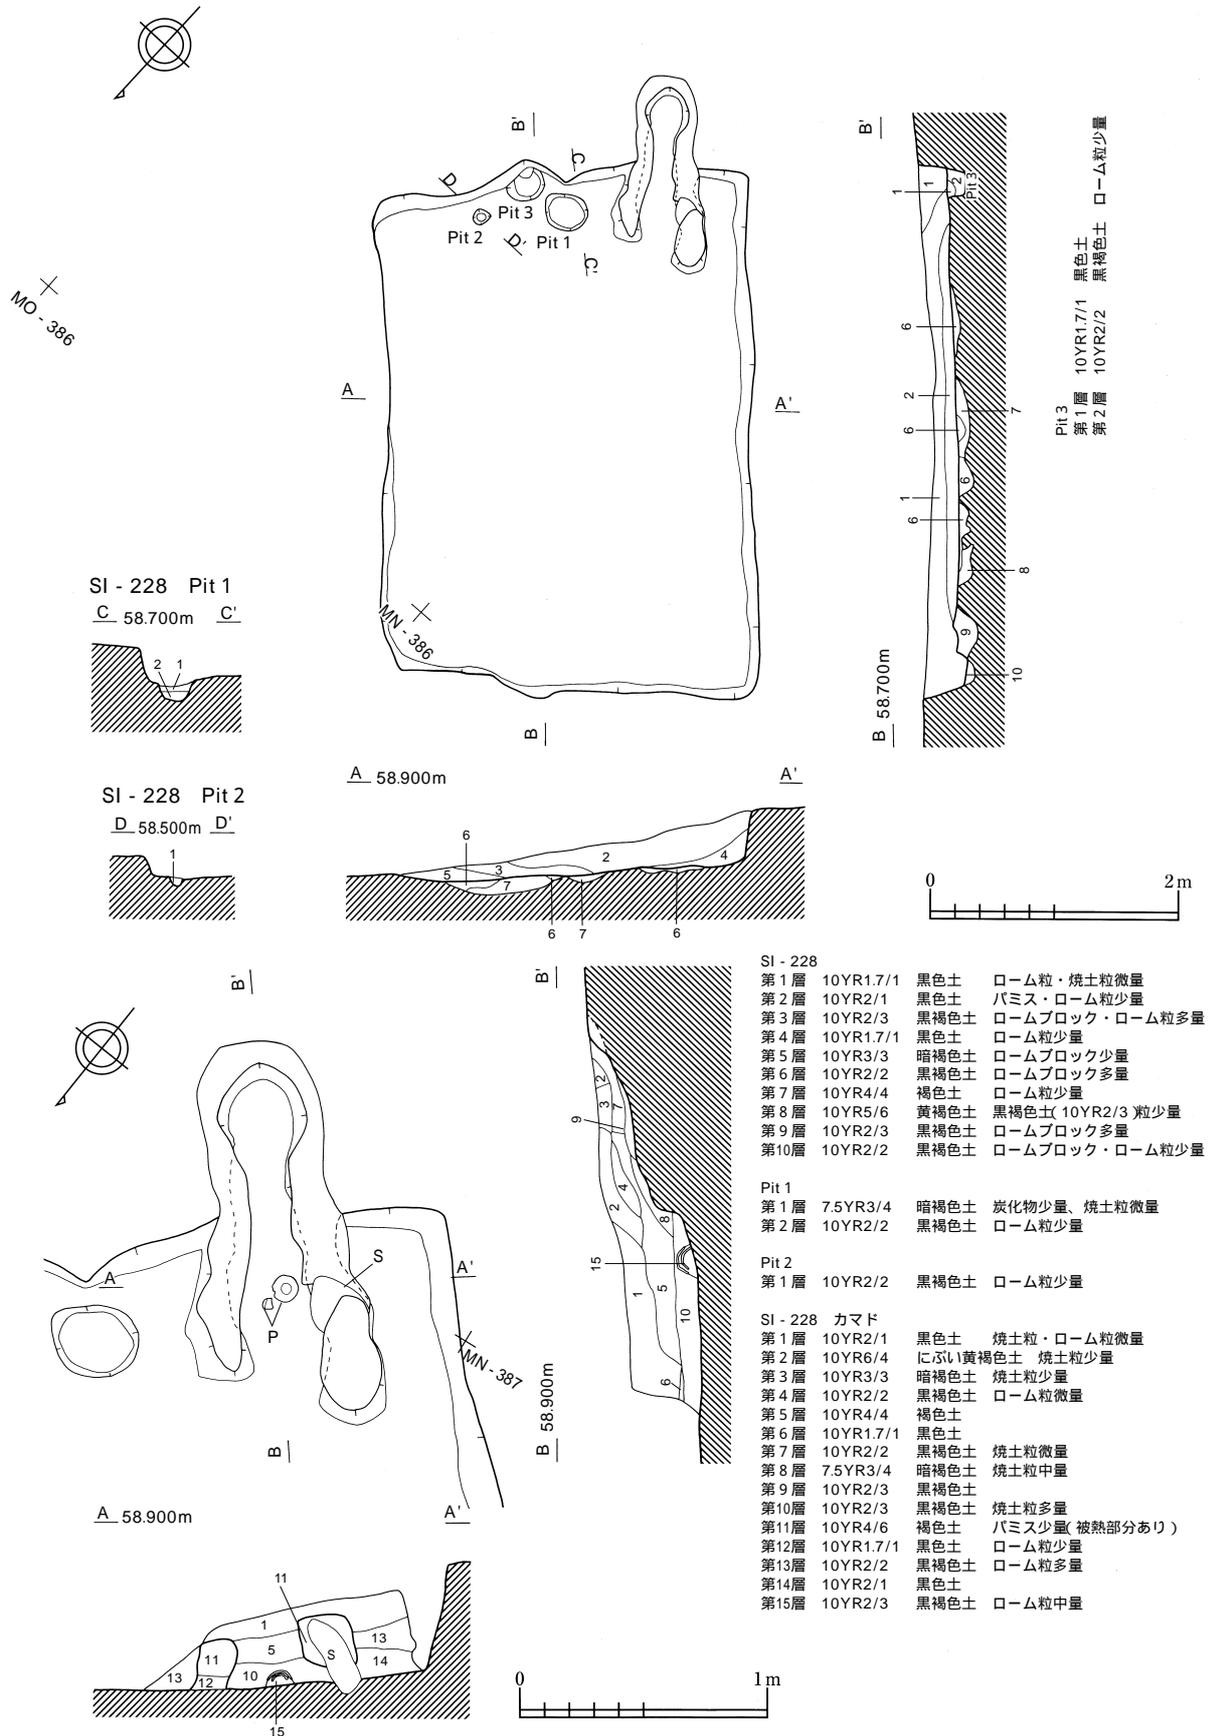 B'
C
D
Pit 3
Pit 2
D'
Pit 1
C'
MO - 386
A
A'
MN - 386
B
B'
1
1
2
Pit 3
6
2
7
6
6
1
6
8
9
10
B 58.700m
Pit 3
第1層 10YR1.7/1 黒色土
第2層 10YR2/2 黒褐色土 ローム粒少量
SI - 228 Pit 1
C 58.700m C'
2 1
SI - 228 Pit 2
D 58.500m D'
1
A 58.900m A'
6
5
3
2
4
7
6
7
6
0 2m
B'
A
A'
S
P
MN - 387
B
B'
2
3
7
9
4
2
8
15
1
5
10
6
B 58.900m
A 58.900m A'
11
1
5
S
13
14
11
10
13
12
15
0 1m
SI - 228
第1層 10YR1.7/1 黒色土 ローム粒・焼土粒微量
第2層 10YR2/1 黒色土 パミス・ローム粒少量
第3層 10YR2/3 黒褐色土 ロームブロック・ローム粒多量
第4層 10YR1.7/1 黒色土 ローム粒少量
第5層 10YR3/3 暗褐色土 ロームブロック少量
第6層 10YR2/2 黒褐色土 ロームブロック多量
第7層 10YR4/4 褐色土 ローム粒少量
第8層 10YR5/6 黄褐色土 黒褐色土(10YR2/3)粒少量
第9層 10YR2/3 黒褐色土 ロームブロック多量
第10層 10YR2/2 黒褐色土 ロームブロック・ローム粒少量
Pit 1
第1層 7.5YR3/4 暗褐色土 炭化物少量、焼土粒微量
第2層 10YR2/2 黒褐色土 ローム粒少量
Pit 2
第1層 10YR2/2 黒褐色土 ローム粒少量
SI - 228 カマド
第1層 10YR2/1 黒色土 焼土粒・ローム粒微量
第2層 10YR6/4 にぶい黄褐色土 焼土粒少量
第3層 10YR3/3 暗褐色土 焼土粒少量
第4層 10YR2/2 黒褐色土 ローム粒微量
第5層 10YR4/4 褐色土
第6層 10YR1.7/1 黒色土
第7層 10YR2/2 黒褐色土 焼土粒微量
第8層 7.5YR3/4 暗褐色土 焼土粒中量
第9層 10YR2/3 黒褐色土
第10層 10YR2/3 黒褐色土 焼土粒多量
第11層 10YR4/6 褐色土 パミス少量(被熱部分あり)
第12層 10YR1.7/1 黒色土 ローム粒少量
第13層 10YR2/2 黒褐色土 ローム粒多量
第14層 10YR2/1 黒色土
第15層 10YR2/3 黒褐色土 ローム粒中量